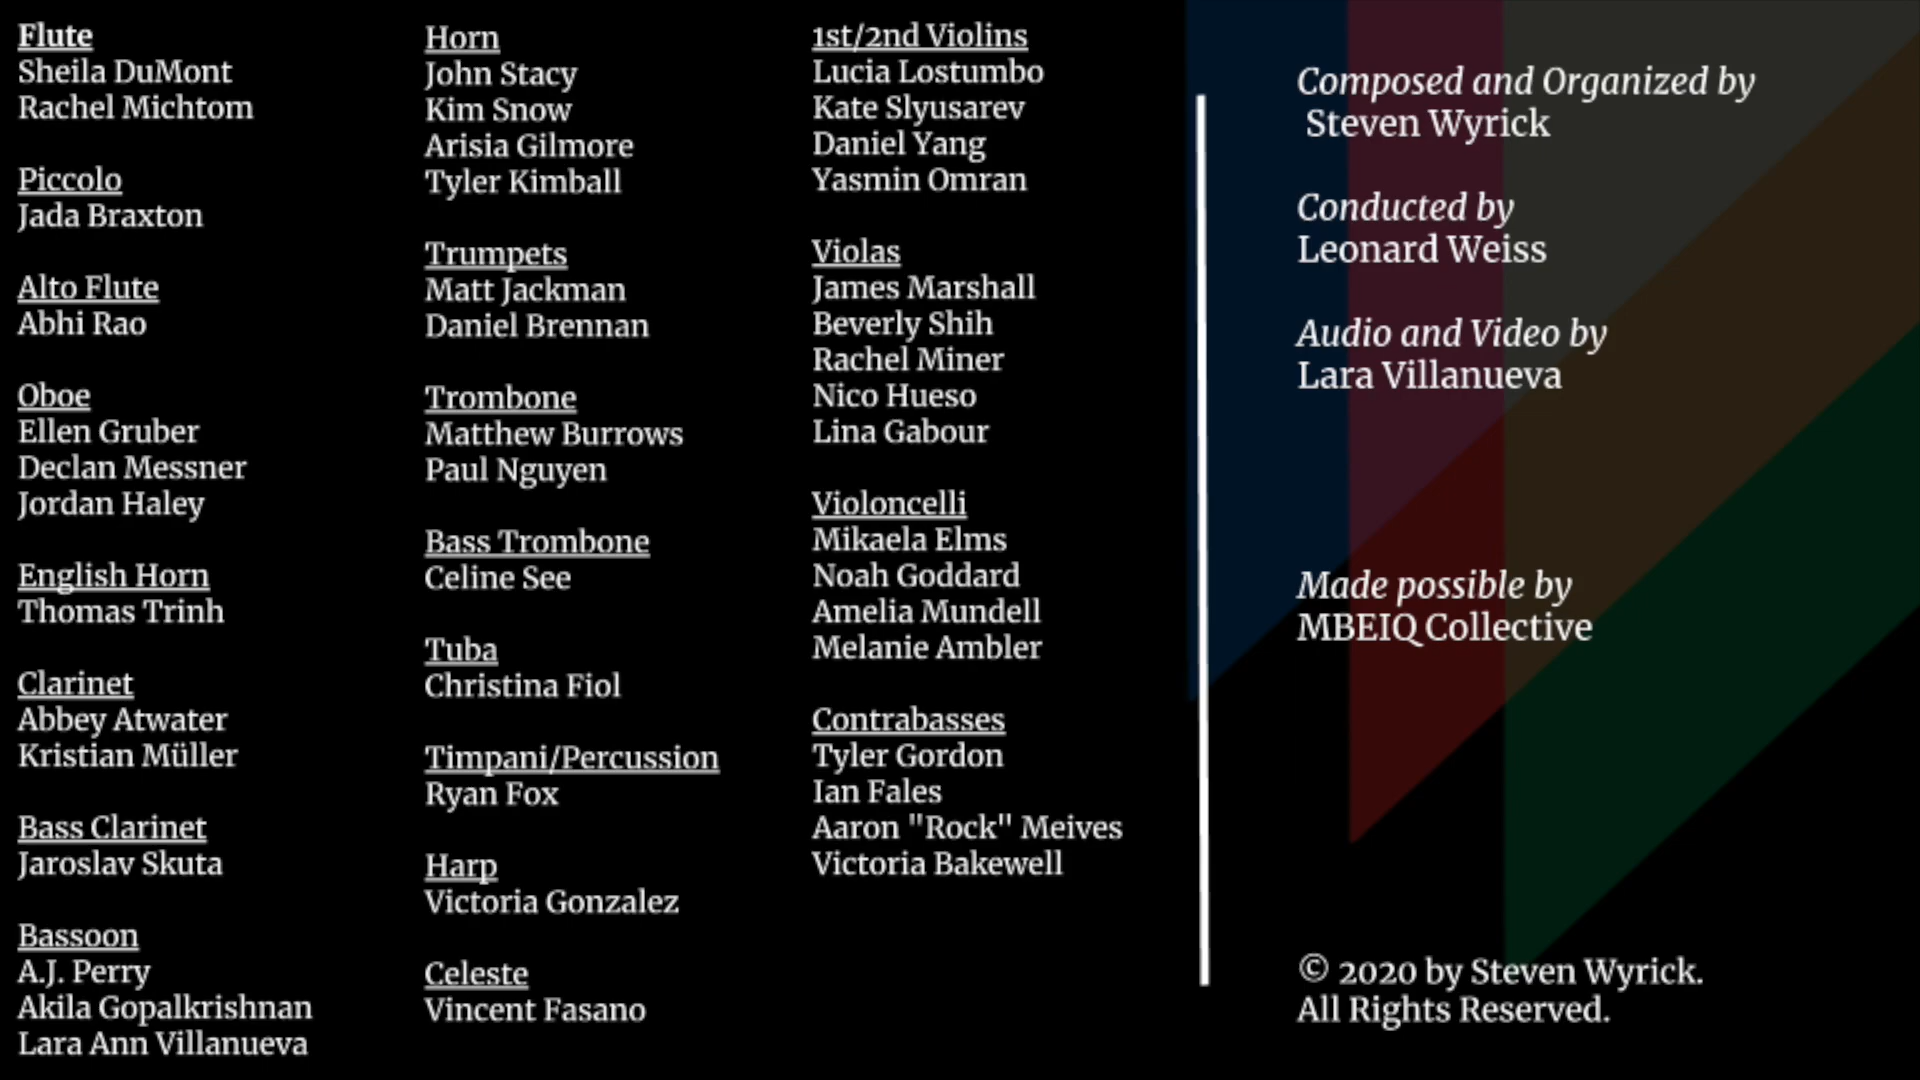 Flute
Sheila DuMont
Rachel Michtom
Piccolo
Jada Braxton
Alto Flute
Abhi Rao
Oboe
Ellen Gruber
Declan Messner
Jordan Haley
English Horn
Thomas Trinh
Clarinet
Abbey Atwater
Kristian Müller
Bass Clarinet
Jaroslav Skuta
Bassoon
A.J. Perry
Akila Gopalkrishnan
Lara Ann Villanueva
Horn
John Stacy
Kim Snow
Arisia Gilmore
Tyler Kimball
Trumpets
Matt Jackman
Daniel Brennan
Trombone
Matthew Burrows
Paul Nguyen
Bass Trombone
Celine See
Tuba
Christina Fiol
Timpani/Percussion
Ryan Fox
Harp
Victoria Gonzalez
Celeste
Vincent Fasano
1st/2nd Violins
Lucia Lostumbo
Kate Slyusarev
Daniel Yang
Yasmin Omran
Violas
James Marshall
Beverly Shih
Rachel Miner
Nico Hueso
Lina Gabour
Violoncelli
Mikaela Elms
Noah Goddard
Amelia Mundell
Melanie Ambler
Contrabasses
Tyler Gordon
Ian Fales
Aaron "Rock" Meives
Victoria Bakewell
Composed and Organized by
Steven Wyrick
Conducted by
Leonard Weiss
Audio and Video by
Lara Villanueva
Made possible by
MBEIQ Collective
© 2020 by Steven Wyrick.
All Rights Reserved.